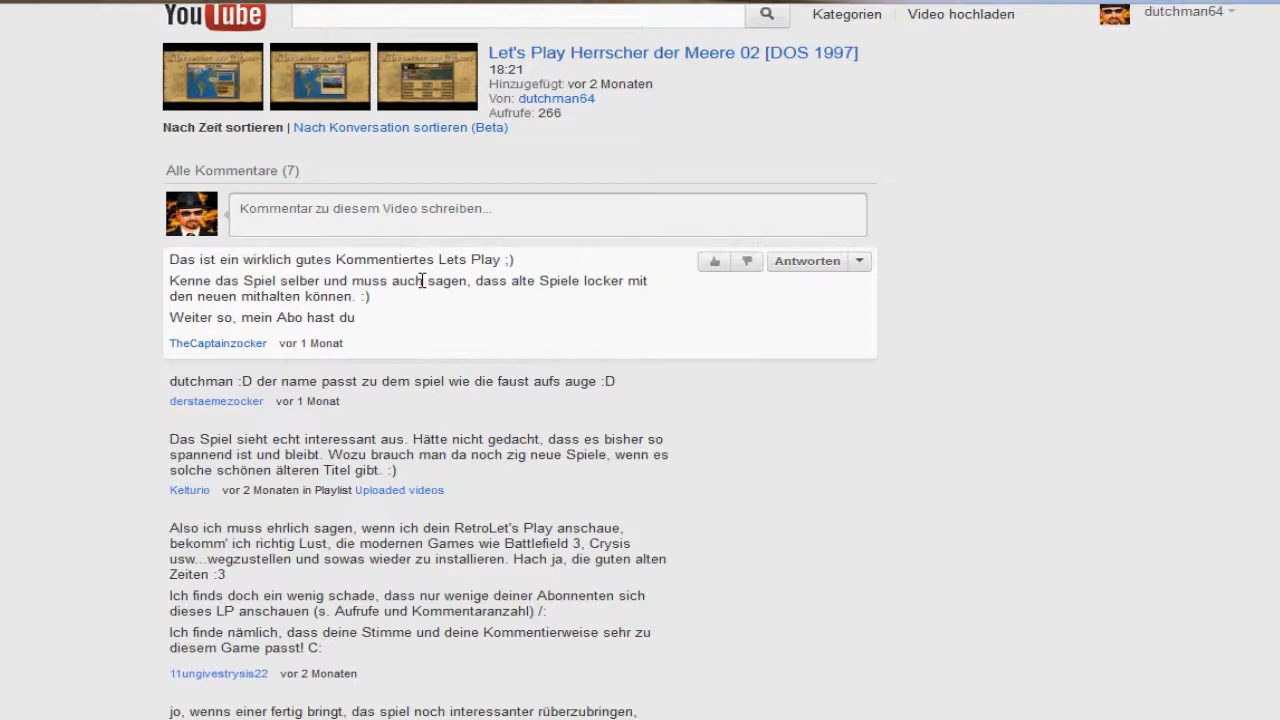 YouTube
Kategorien | Video hochladen
dutchman64
Let's Play Herrscher der Meere 02 [DOS 1997]
18:21
Hinzugefügt: vor 2 Monaten
Von: dutchman64
Aufrufe: 266
Nach Zeit sortieren | Nach Konversation sortieren (Beta)
Alle Kommentare (7)
Kommentar zu diesem Video schreiben...
Das ist ein wirklich gutes Kommentiertes Lets Play ;)
Antworten
Kenne das Spiel selber und muss auch sagen, dass alte Spiele locker mit
den neuen mithalten können. :)
Weiter so, mein Abo hast du
TheCaptainzocker vor 1 Monat
dutchman :D der name passt zu dem spiel wie die faust aufs auge :D
derstaemezocker vor 1 Monat
Das Spiel sieht echt interessant aus. Hätte nicht gedacht, dass es bisher so
spannend ist und bleibt. Wozu brauch man da noch zig neue Spiele, wenn es
solche schönen älteren Titel gibt. :)
Kelturio vor 2 Monaten in Playlist Uploaded videos
Also ich muss ehrlich sagen, wenn ich dein RetroLet's Play anschaue,
bekomm' ich richtig Lust, die modernen Games wie Battlefield 3, Crysis
usw...wegzustellen und sowas wieder zu installieren. Hach ja, die guten alten
Zeiten :3
Ich finds doch ein wenig schade, dass nur wenige deiner Abonnenten sich
dieses LP anschauen (s. Aufrufe und Kommentaranzahl) /:
Ich finde nämlich, dass deine Stimme und deine Kommentierweise sehr zu
diesem Game passt! C:
11ungivestrysis22 vor 2 Monaten
jo, wenns einer fertig bringt, das spiel noch interessanter rüberzubringen,